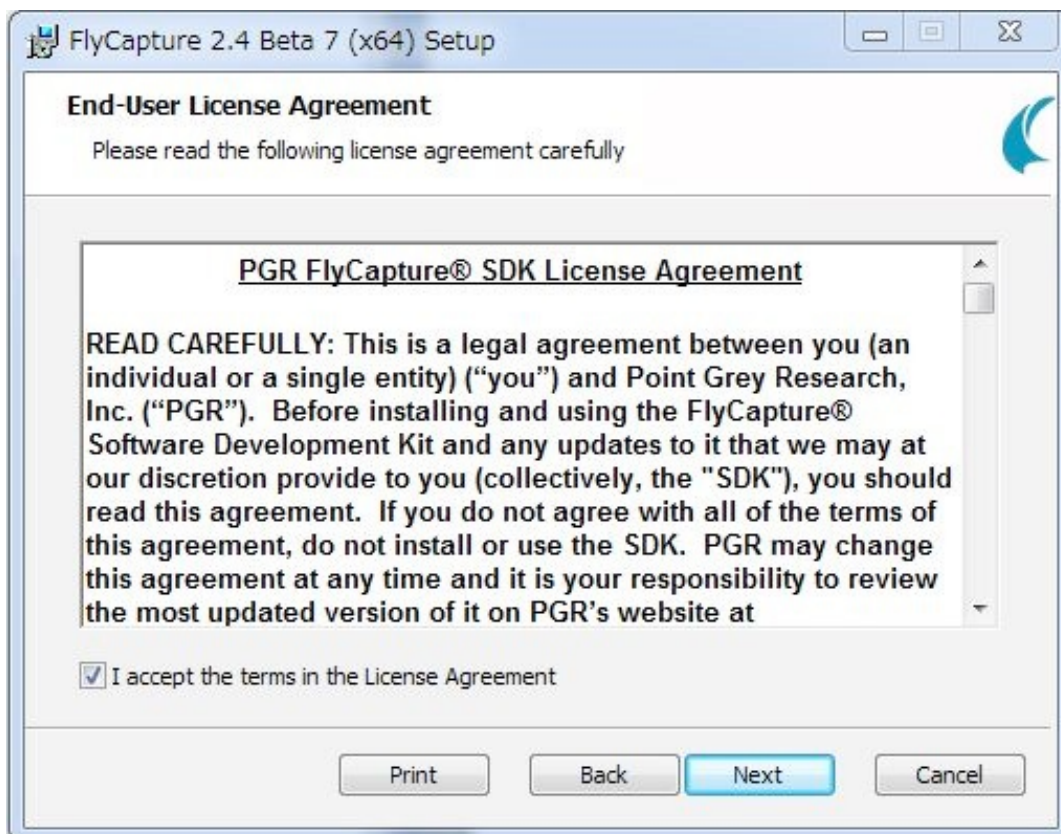 FlyCapture 2.4 Beta 7 (x64) Setup
End-User License Agreement
Please read the following license agreement carefully
PGR FlyCapture® SDK License Agreement
READ CAREFULLY: This is a legal agreement between you (an
individual or a single entity) (“you”) and Point Grey Research,
Inc. (“PGR”).  Before installing and using the FlyCapture®
Software Development Kit and any updates to it that we may at
our discretion provide to you (collectively, the "SDK"), you should
read this agreement.  If you do not agree with all of the terms of
this agreement, do not install or use the SDK.  PGR may change
this agreement at any time and it is your responsibility to review
the most updated version of it on PGR’s website at
I accept the terms in the License Agreement
Print
Back
Next
Cancel